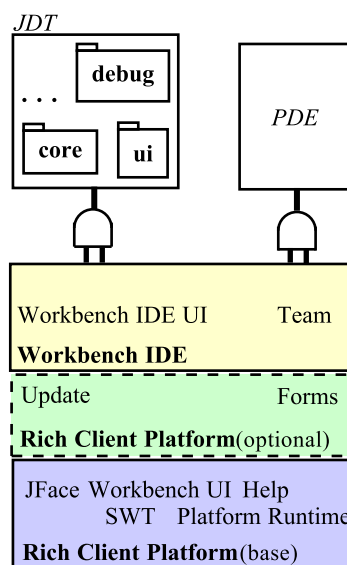 JDT
debug
. . .
core
ui
PDE
Workbench IDE UI Team
Workbench IDE
Update Forms
Rich Client Platform(optional)
JFace Workbench UI Help
SWT Platform Runtime
Rich Client Platform(base)